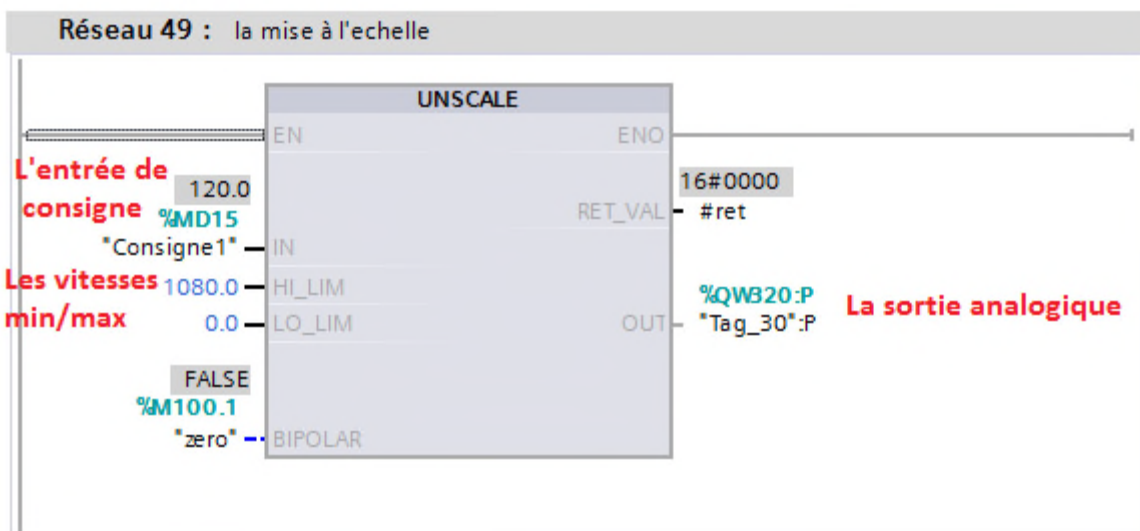 Réseau 49 : la mise à l'echelle
UNSCALE
EN ENO
L'entrée de
consigne
120.0
%MD15
"Consigne1" IN
16#0000
RET_VAL #ret
Les vitesses
min/max
1080.0 HI_LIM
0.0 LO_LIM
%QW320:P
OUT "Tag_30":P
La sortie analogique
FALSE
%M100.1
"zero" BIPOLAR